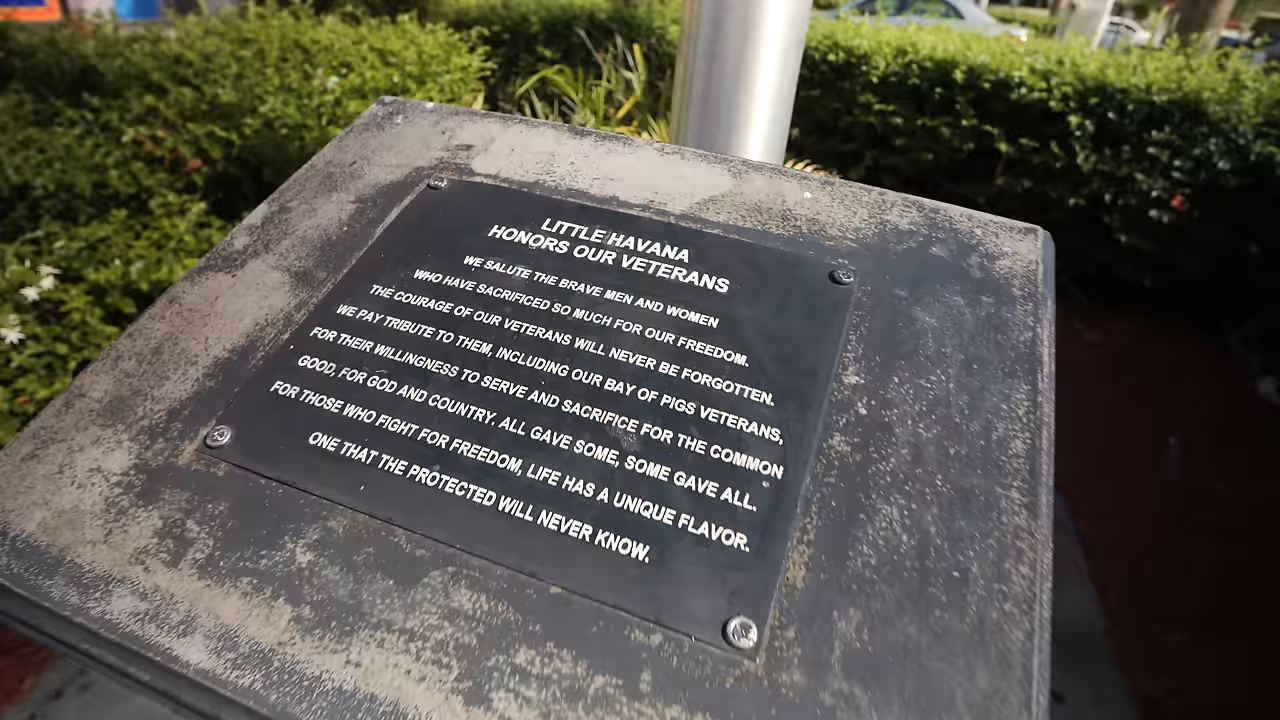 LITTLE HAVANA
HONORS OUR VETERANS
WE SALUTE THE BRAVE MEN AND WOMEN
WHO HAVE SACRIFICED SO MUCH FOR OUR FREEDOM.
THE COURAGE OF OUR VETERANS WILL NEVER BE FORGOTTEN.
WE PAY TRIBUTE TO THEM, INCLUDING OUR BAY OF PIGS VETERANS,
FOR THEIR WILLINGNESS TO SERVE AND SACRIFICE FOR THE COMMON
GOOD, FOR GOD AND COUNTRY. ALL GAVE SOME, SOME GAVE ALL.
FOR THOSE WHO FIGHT FOR FREEDOM, LIFE HAS A UNIQUE FLAVOR.
ONE THAT THE PROTECTED WILL NEVER KNOW.